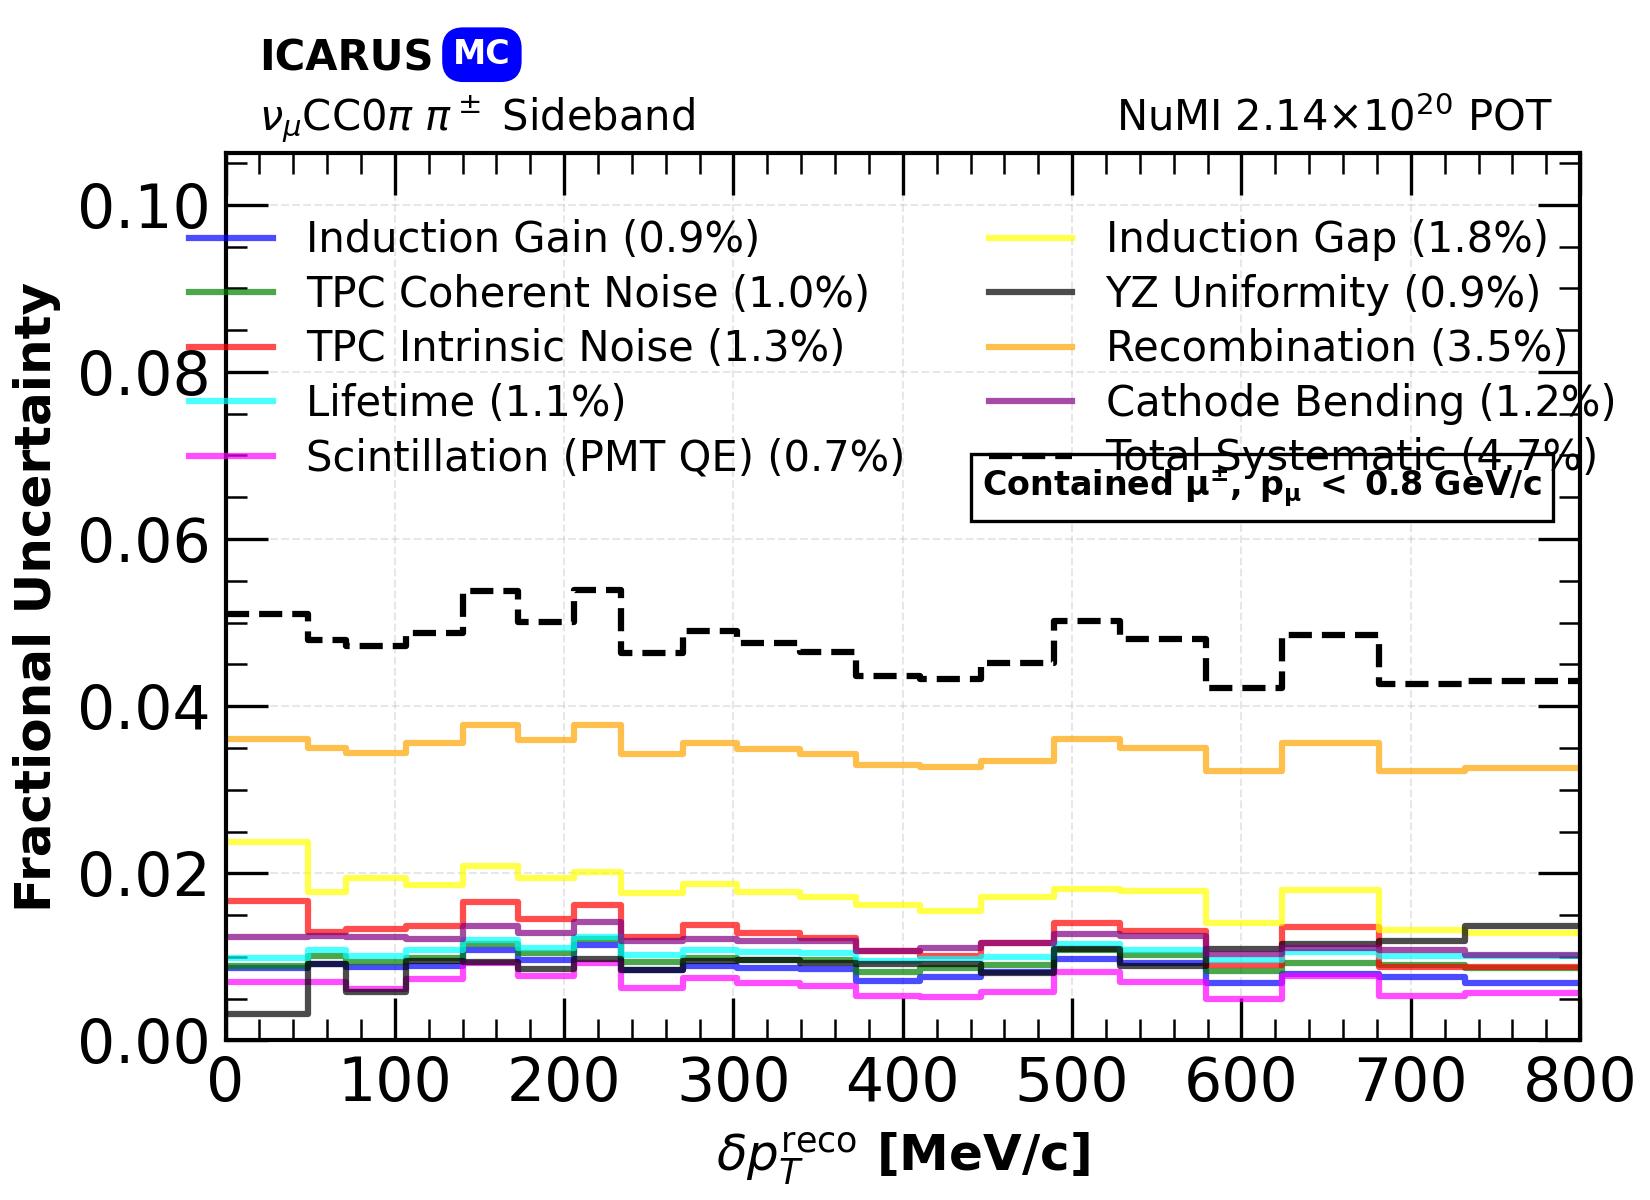 ICARUS MC
νμCC0π π± Sideband NuMI 2.14×10²⁰ POT
Fractional Uncertainty
0.10
0.08
0.06
0.04
0.02
0.00
Induction Gain (0.9%)
TPC Coherent Noise (1.0%)
TPC Intrinsic Noise (1.3%)
Lifetime (1.1%)
Scintillation (PMT QE) (0.7%)
Induction Gap (1.8%)
YZ Uniformity (0.9%)
Recombination (3.5%)
Cathode Bending (1.2%)
Total Systematic (4.7%)
Contained μ±, pμ < 0.8 GeV/c
0 100 200 300 400 500 600 700 800
δp_T^reco [MeV/c]